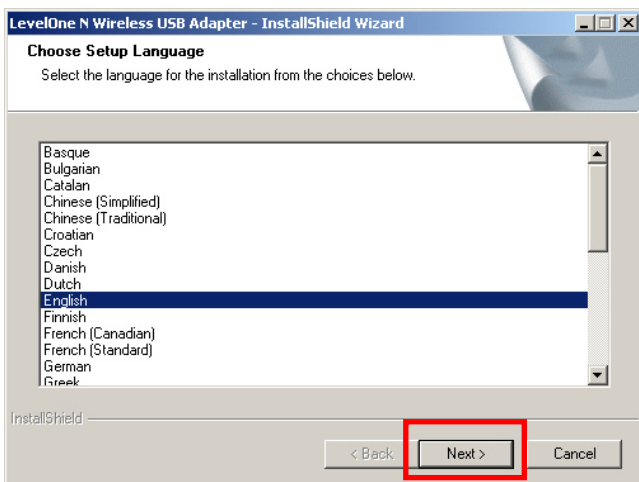 LevelOne N Wireless USB Adapter - InstallShield Wizard
Choose Setup Language
Select the language for the installation from the choices below.
Basque
Bulgarian
Catalan
Chinese (Simplified)
Chinese (Traditional)
Croatian
Czech
Danish
Dutch
English
Finnish
French (Canadian)
French (Standard)
German
Greek
InstallShield
< Back Next > Cancel